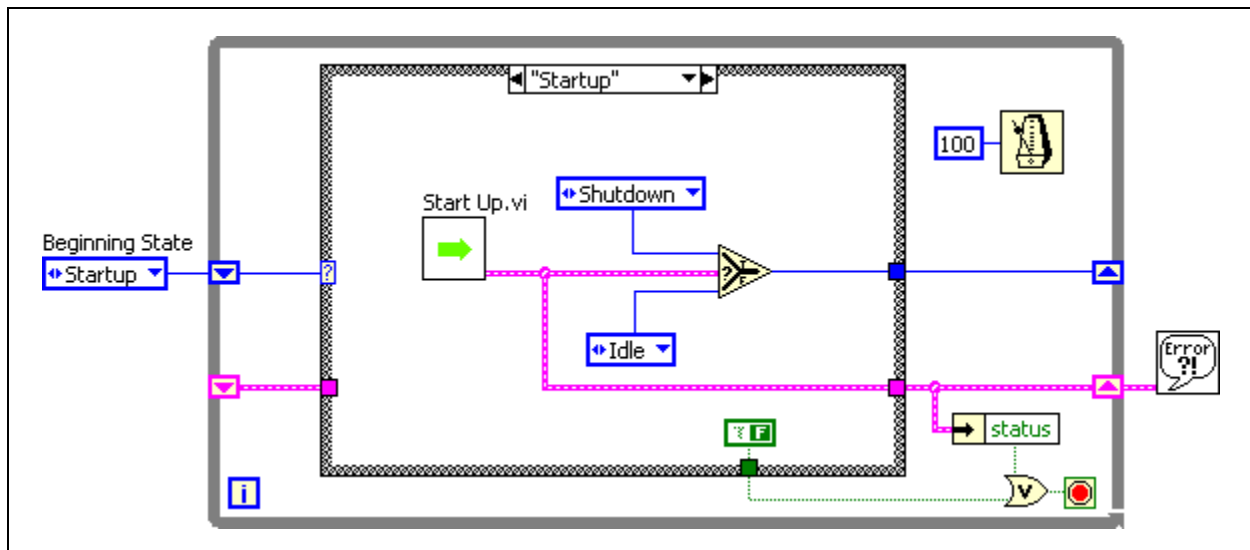 "Startup"
100
Shutdown
Start Up.vi
Beginning State
Startup
?
?
Idle
Error
?!
status
F
V
i